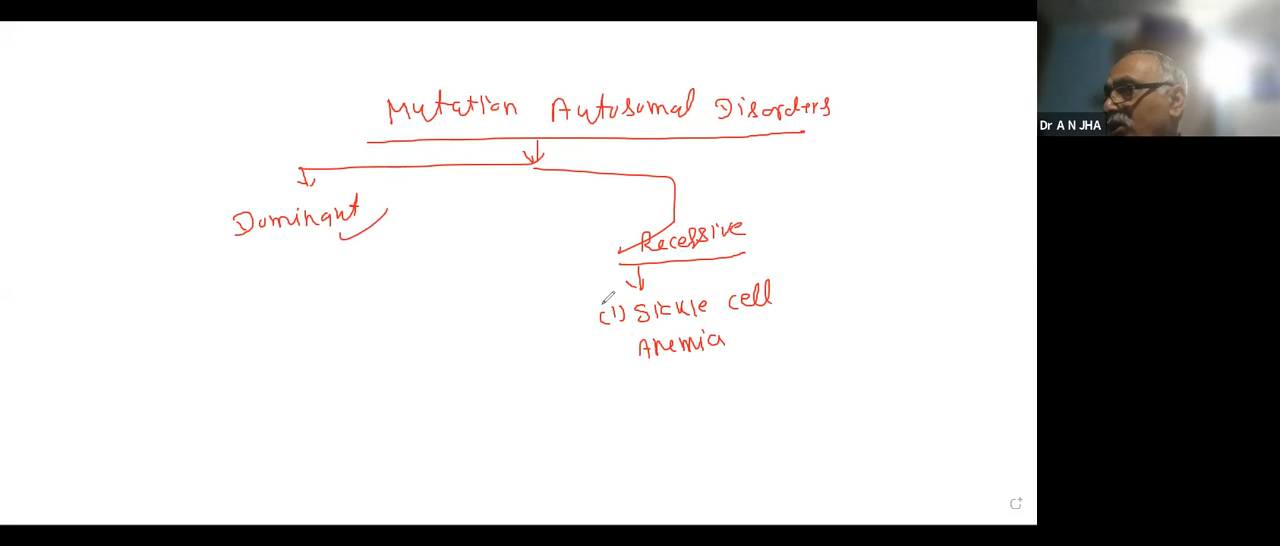 Mutation Autosomal Disorders
Dominant
Recessive
(1) Sickle cell
Anemia
Dr A N JHA